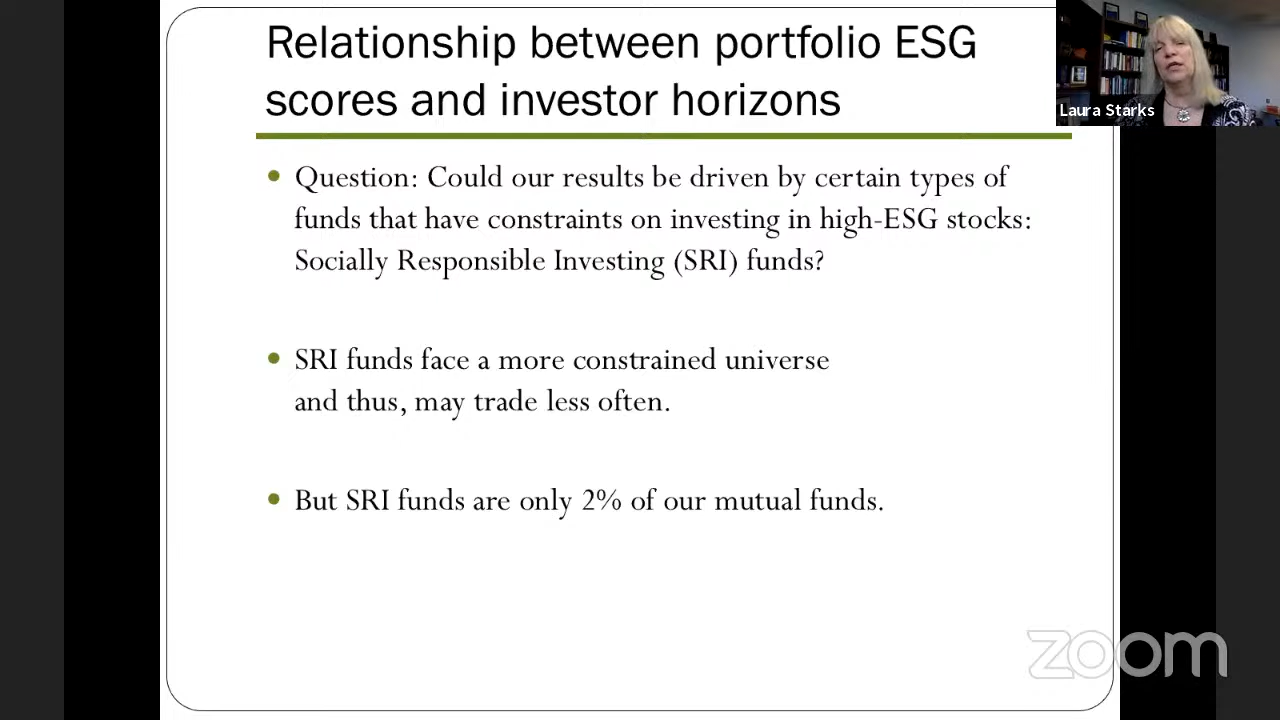 Relationship between portfolio ESG
scores and investor horizons
Laura Starks
Question: Could our results be driven by certain types of
funds that have constraints on investing in high-ESG stocks:
Socially Responsible Investing (SRI) funds?
SRI funds face a more constrained universe
and thus, may trade less often.
But SRI funds are only 2% of our mutual funds.
zoom